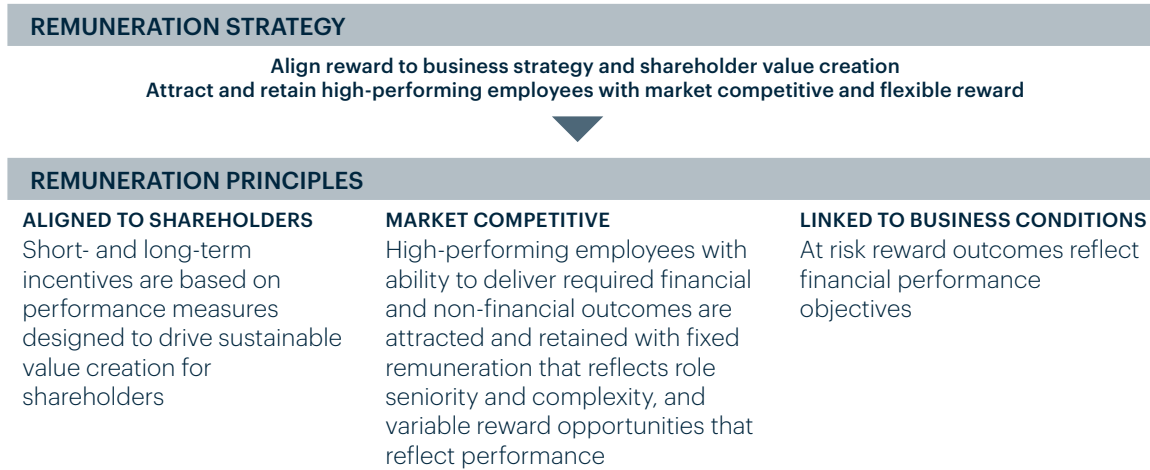 REMUNERATION STRATEGY
Align reward to business strategy and shareholder value creation
Attract and retain high-performing employees with market competitive and flexible reward
REMUNERATION PRINCIPLES
ALIGNED TO SHAREHOLDERS
Short- and long-term
incentives are based on
performance measures
designed to drive sustainable
value creation for
shareholders
MARKET COMPETITIVE
High-performing employees with
ability to deliver required financial
and non-financial outcomes are
attracted and retained with fixed
remuneration that reflects role
seniority and complexity, and
variable reward opportunities that
reflect performance
LINKED TO BUSINESS CONDITIONS
At risk reward outcomes reflect
financial performance
objectives